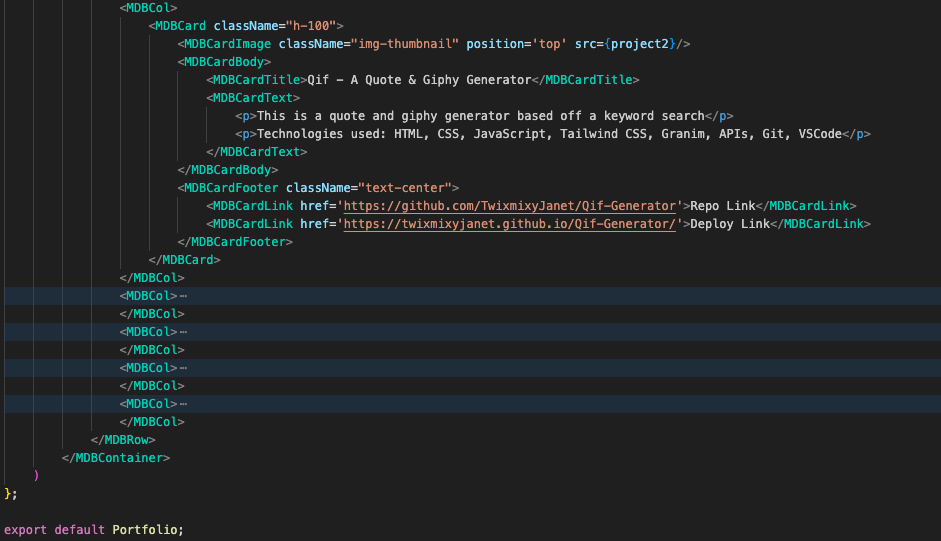 <MDBCol>
<MDBCard className="h-100">
<MDBCardImage className="img-thumbnail" position='top' src={project2}/>
<MDBCardBody>
<MDBCardTitle>Qif - A Quote & Giphy Generator</MDBCardTitle>
<MDBCardText>
<p>This is a quote and giphy generator based off a keyword search</p>
<p>Technologies used: HTML, CSS, JavaScript, Tailwind CSS, Granim, APIs, Git, VSCode</p>
</MDBCardText>
</MDBCardBody>
<MDBCardFooter className="text-center">
<MDBCardLink href='https://github.com/TwixmixyJanet/Qif-Generator'>Repo Link</MDBCardLink>
<MDBCardLink href='https://twixmixyjanet.github.io/Qif-Generator/'>Deploy Link</MDBCardLink>
</MDBCardFooter>
</MDBCard>
</MDBCol>
<MDBCol>⋯
</MDBCol>
<MDBCol>⋯
</MDBCol>
<MDBCol>⋯
</MDBCol>
<MDBCol>⋯
</MDBCol>
</MDBRow>
</MDBContainer>
)
};
export default Portfolio;